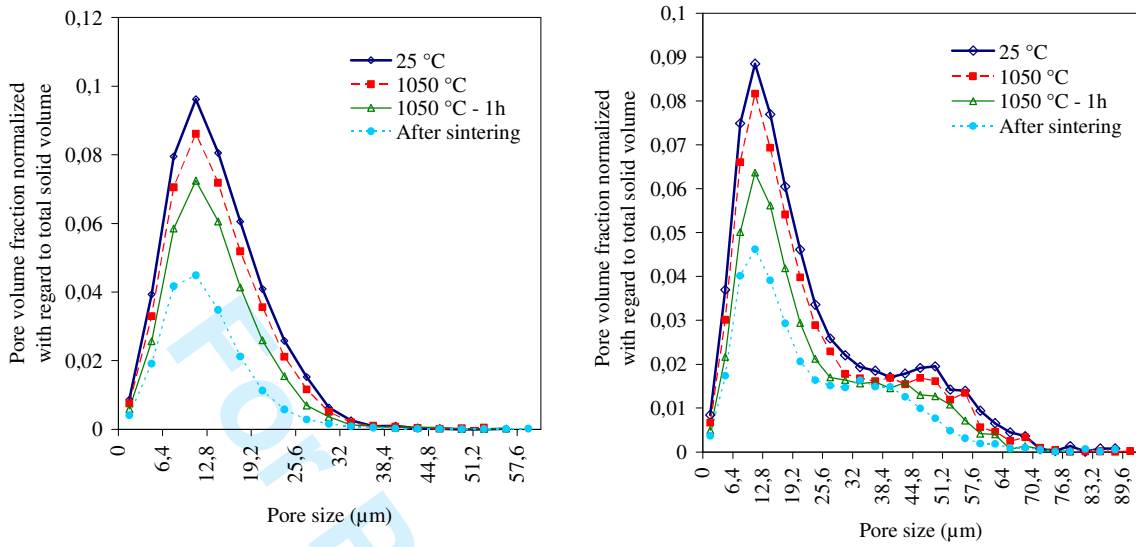 0,12
0,1
0,08
0,06
0,04
0,02
0
Pore volume fraction normalized
with regard to total solid volume
25 °C
1050 °C
1050 °C - 1h
After sintering
0
6,4
12,8
19,2
25,6
32
38,4
44,8
51,2
57,6
Pore size (µm)
For P
0,1
0,09
0,08
0,07
0,06
0,05
0,04
0,03
0,02
0,01
0
Pore volume fraction normalized
with regard to total solid volume
25 °C
1050 °C
1050 °C - 1h
After sintering
0
6,4
12,8
19,2
25,6
32
38,4
44,8
51,2
57,6
64
70,4
76,8
83,2
89,6
Pore size (µm)